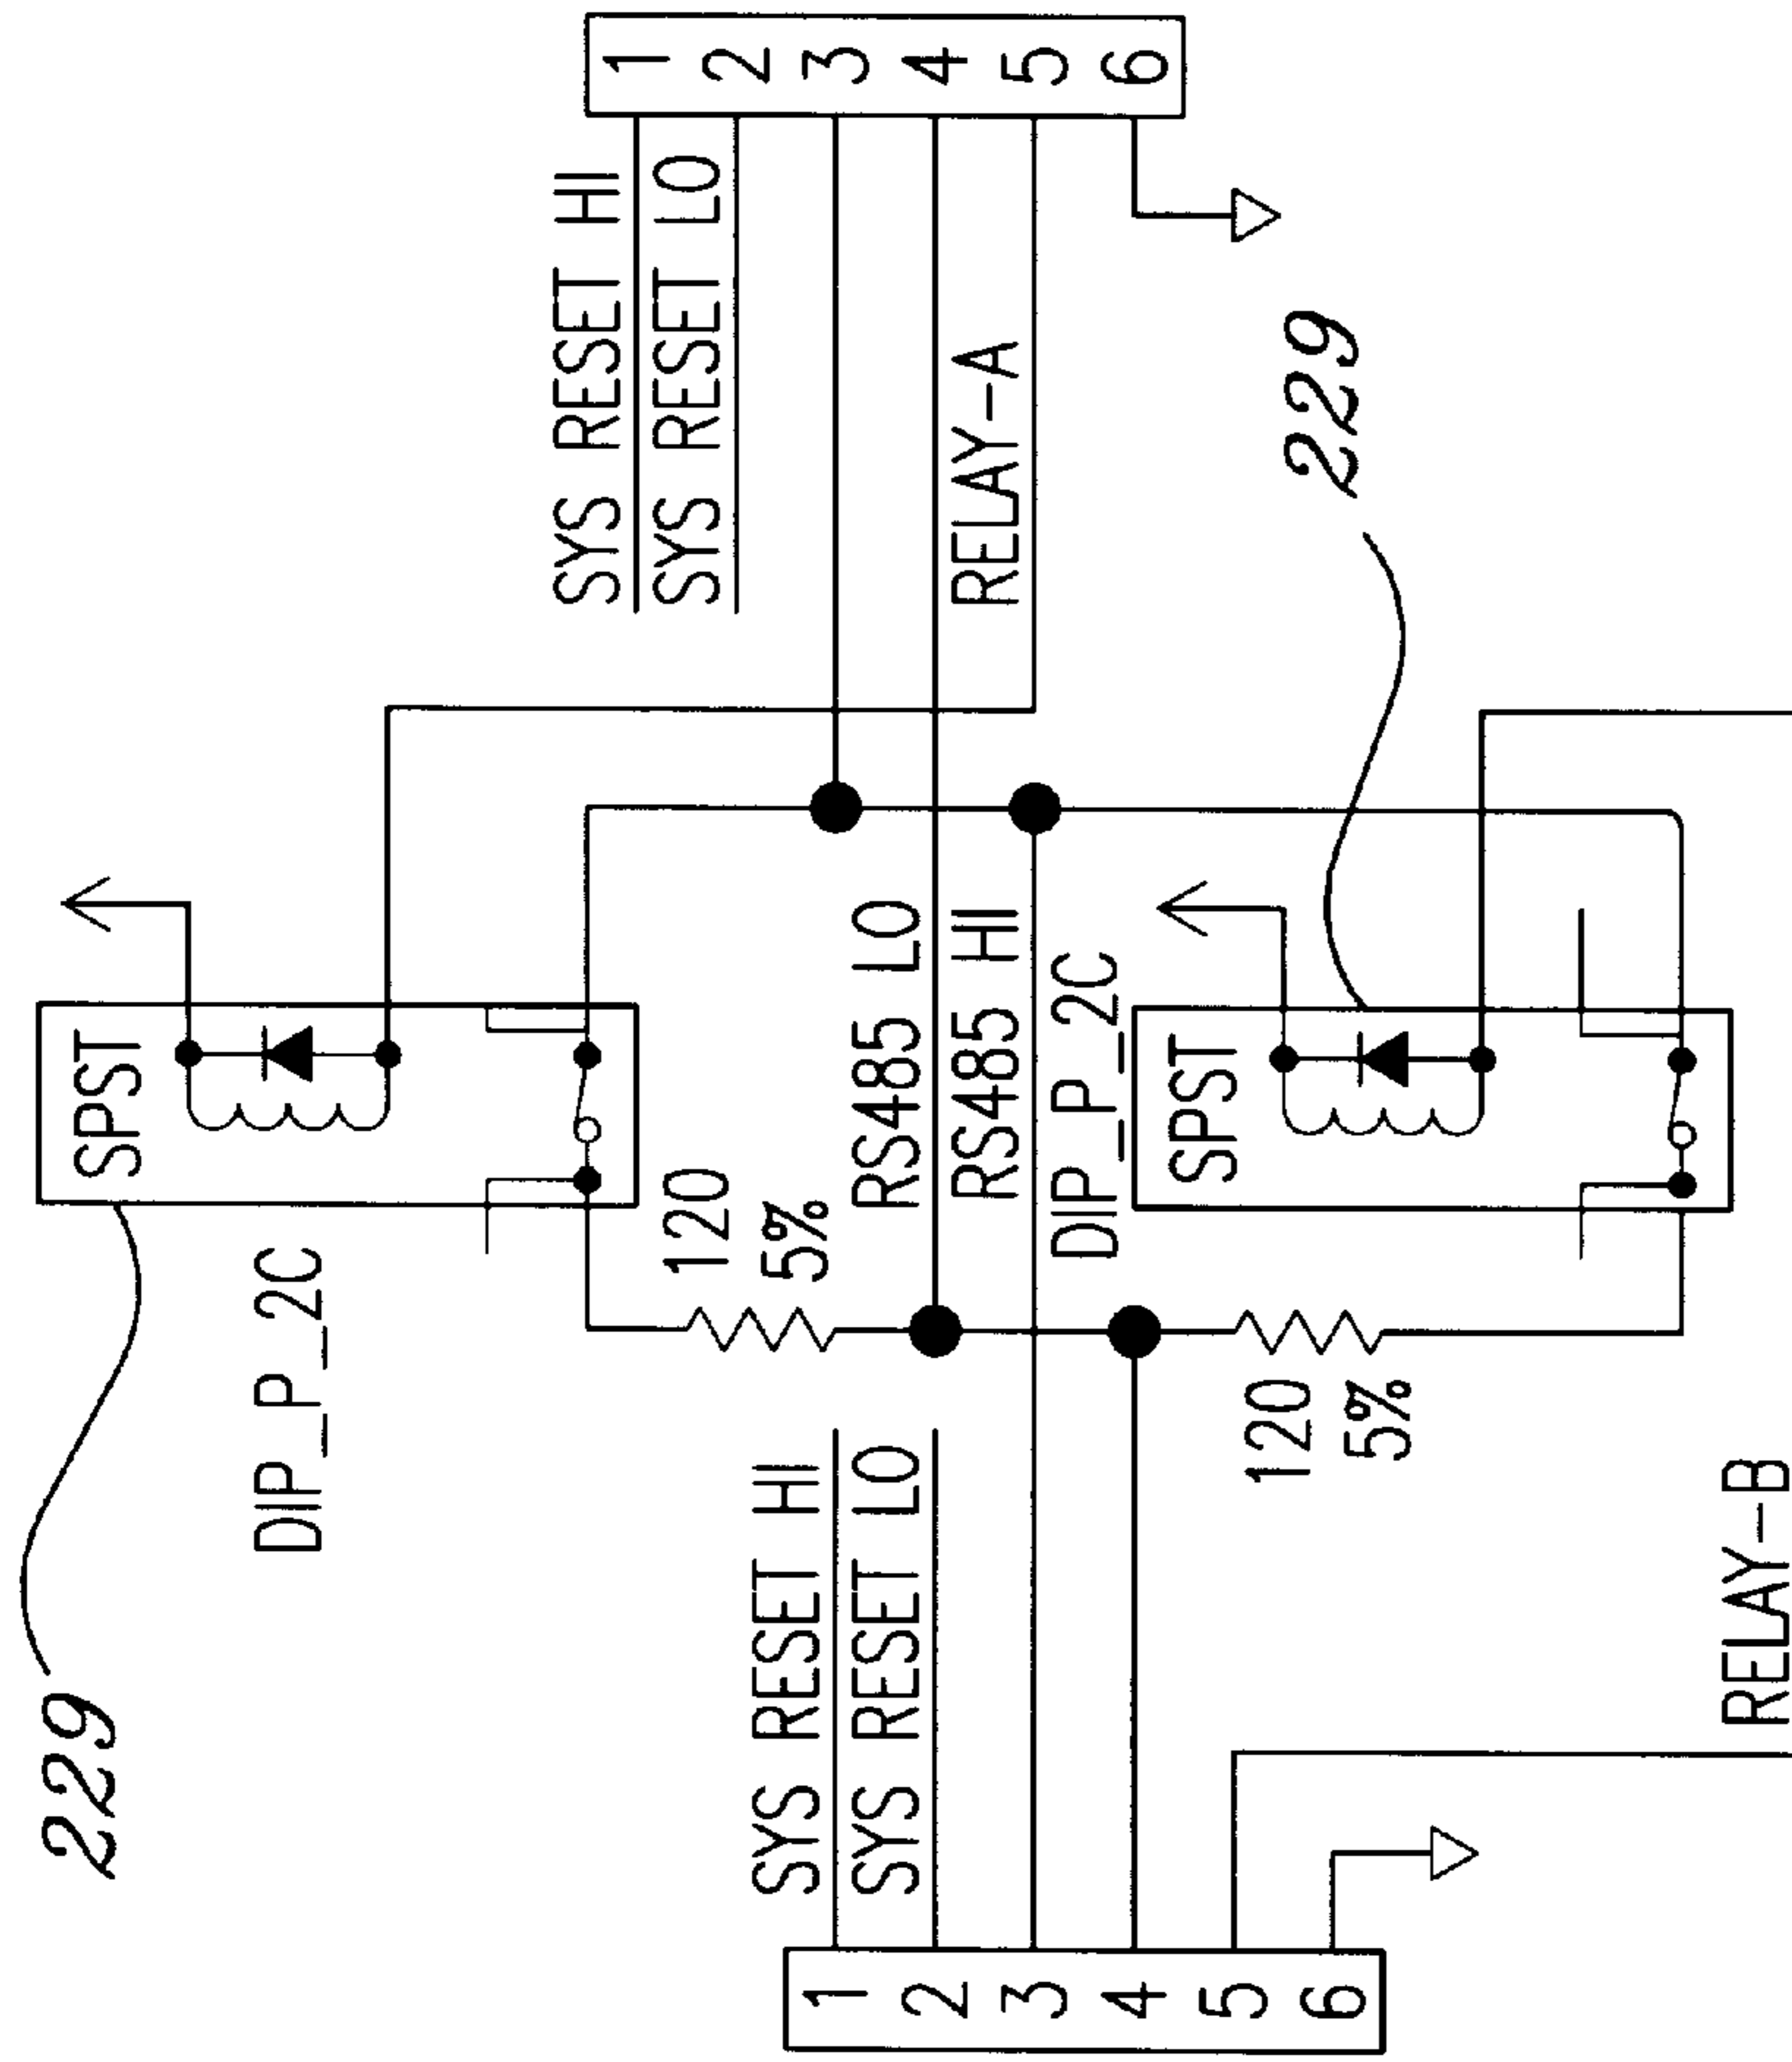 229
SPST
DIP_P_2C
120
5%
SYS RESET HI
SYS RESET LO
1
2
3
4
5
6
RELAY-A
RS485 LO
RS485 HI
SYS RESET HI
SYS RESET LO
1
2
3
4
5
6
DIP_P_2C
SPST
229
120
5%
RELAY-B